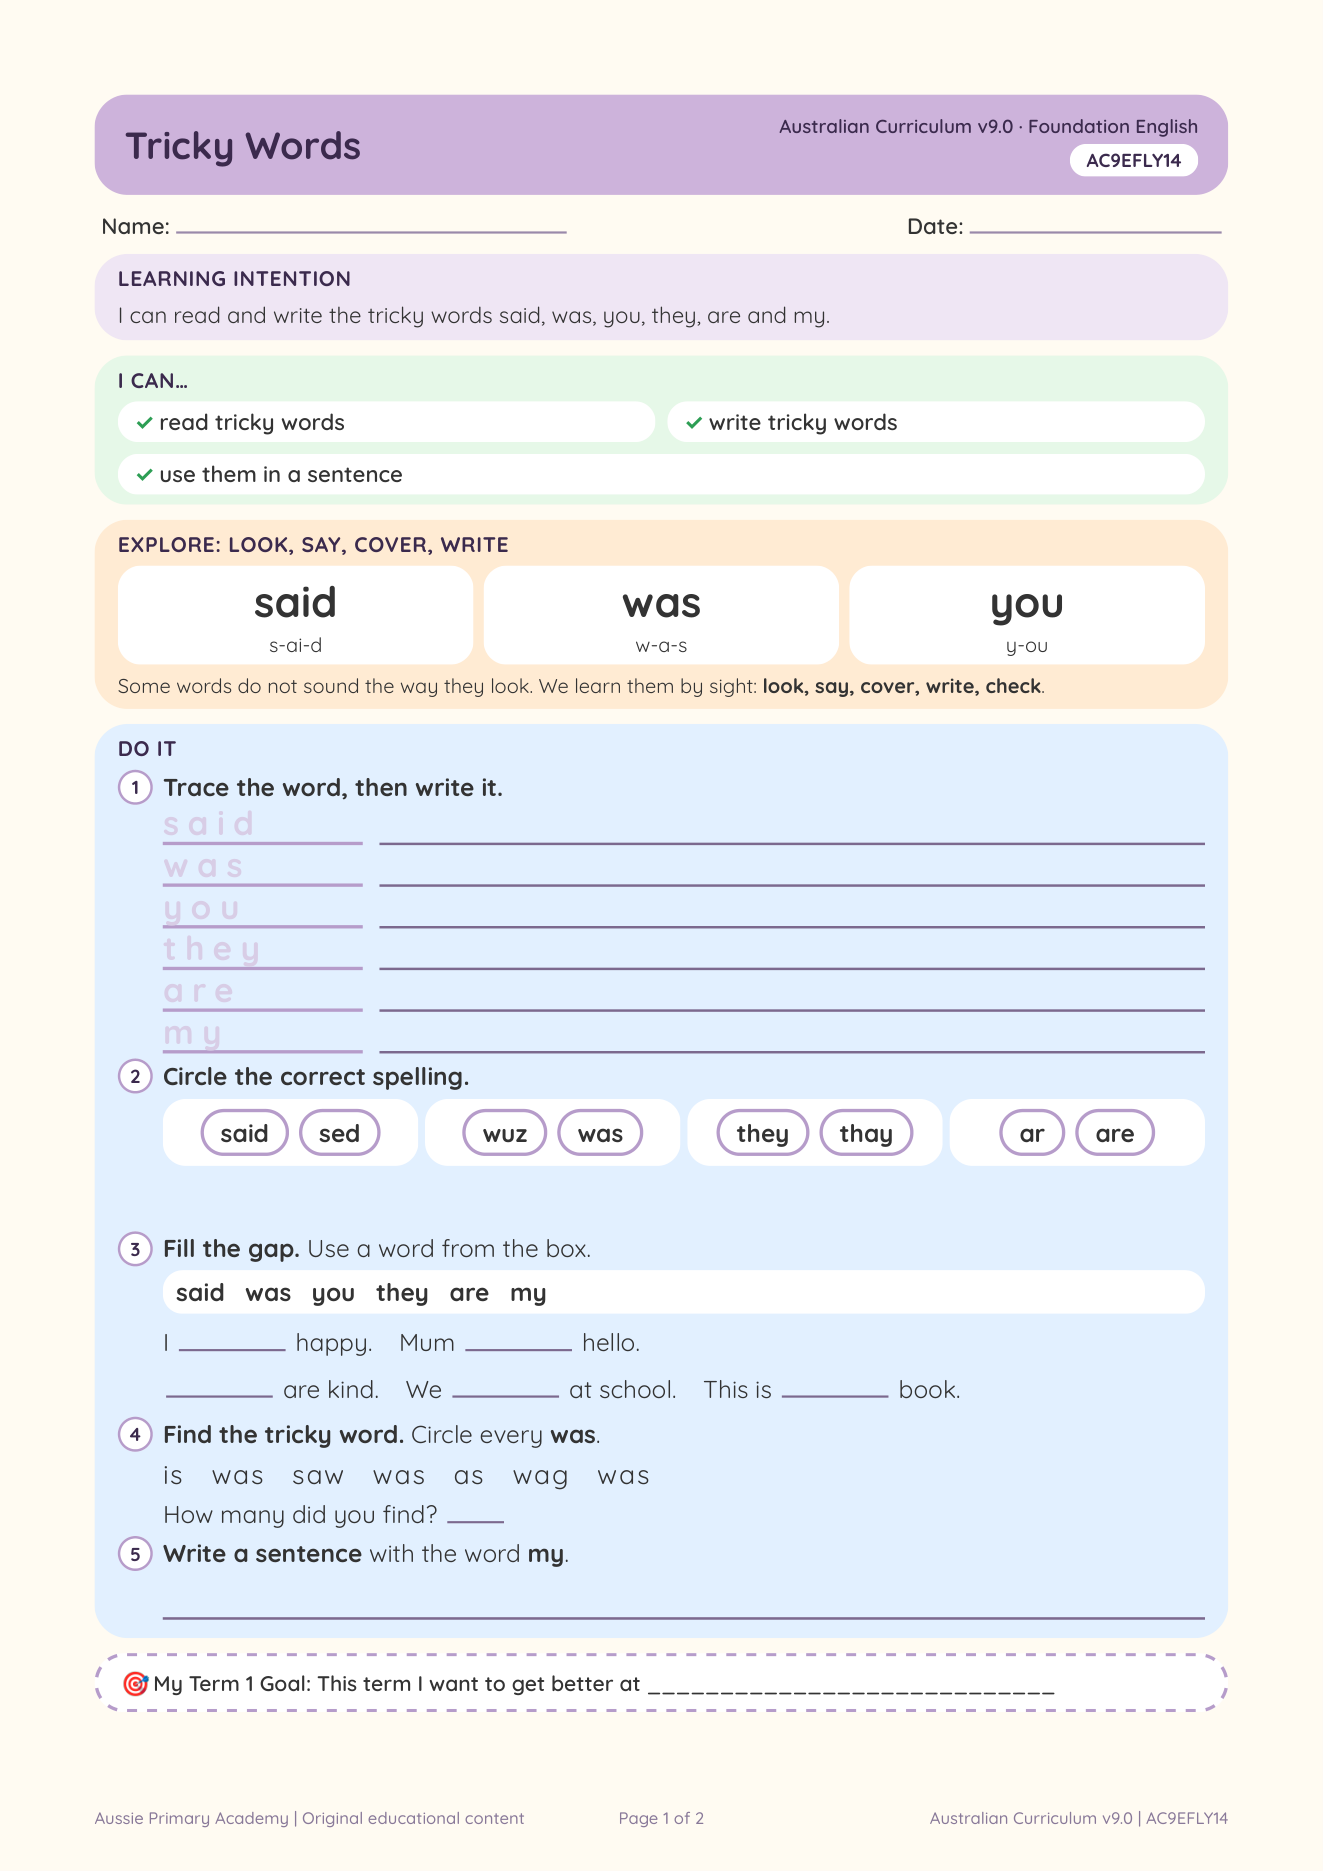 Tricky Words
Australian Curriculum v9.0 · Foundation English
AC9EFLY14
Name: Date:
LEARNING INTENTION
I can read and write the tricky words said, was, you, they, are and my.
I CAN…
✓ read tricky words ✓ write tricky words
✓ use them in a sentence
EXPLORE: LOOK, SAY, COVER, WRITE
said was you
s-ai-d w-a-s y-ou
Some words do not sound the way they look. We learn them by sight: look, say, cover, write, check.
DO IT
1 Trace the word, then write it.
said
was
you
they
are
my
2 Circle the correct spelling.
said sed wuz was they thay ar are
3 Fill the gap. Use a word from the box.
said was you they are my
I ________ happy. Mum ________ hello.
________ are kind. We ________ at school. This is ________ book.
4 Find the tricky word. Circle every was.
is was saw was as wag was
How many did you find? ____
5 Write a sentence with the word my.
🎯 My Term 1 Goal: This term I want to get better at ____________________________
Aussie Primary Academy | Original educational content Page 1 of 2 Australian Curriculum v9.0 | AC9EFLY14